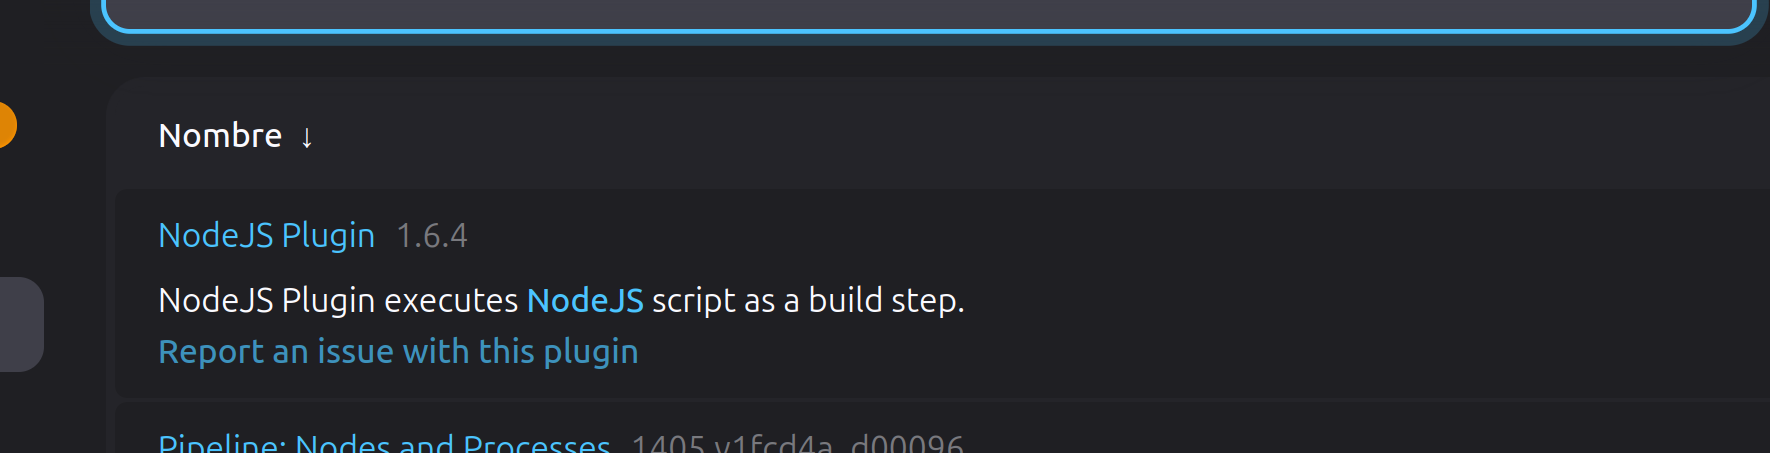 Nombre ↓
NodeJS Plugin 1.6.4
NodeJS Plugin executes NodeJS script as a build step.
Report an issue with this plugin
Pipeline: Nodes and Processes 1405.v1fcd4a_d00096